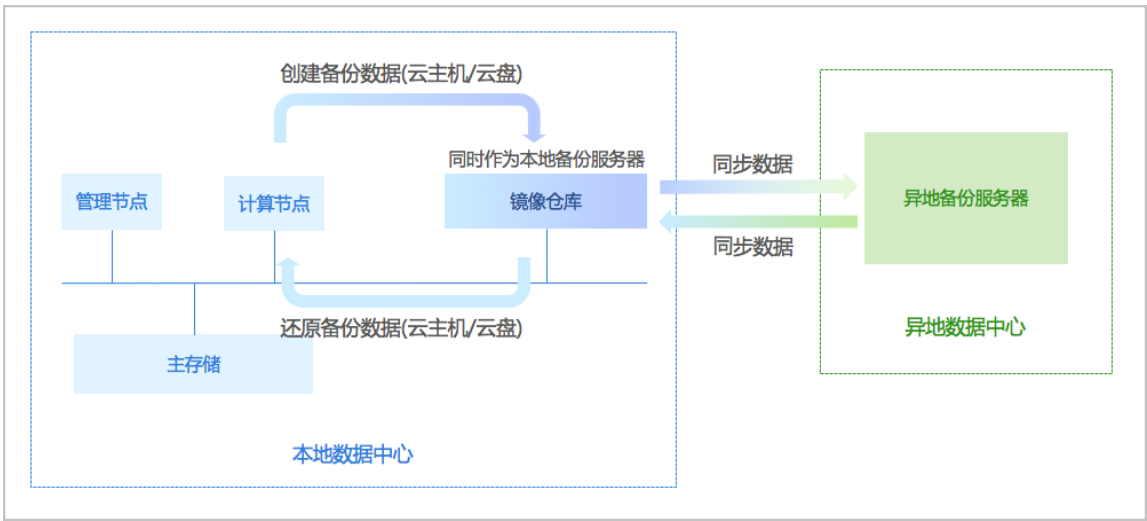 创建备份数据(云主机/云盘)
同时作为本地备份服务器
管理节点
计算节点
镜像仓库
还原备份数据(云主机/云盘)
主存储
本地数据中心
同步数据
同步数据
异地备份服务器
异地数据中心